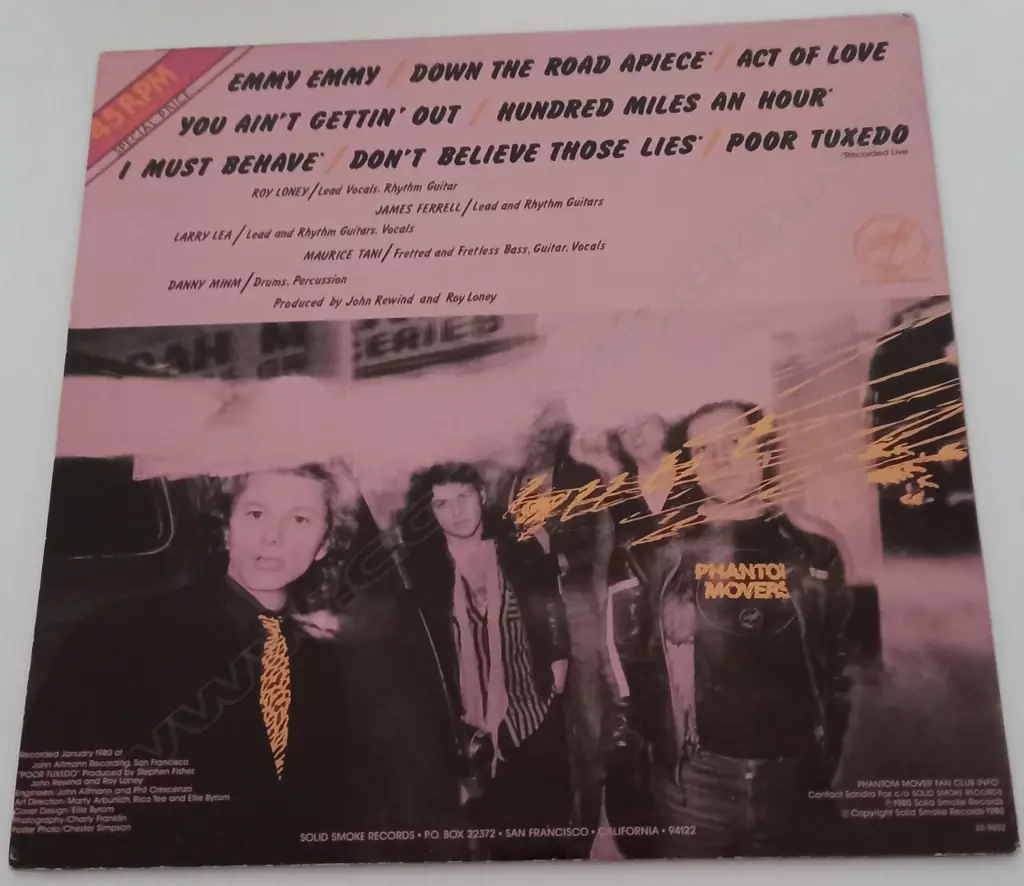 45RPM
SPECIAL PRICE
EMMY EMMY / DOWN THE ROAD APIECE* / ACT OF LOVE
YOU AIN'T GETTIN' OUT / HUNDRED MILES AN HOUR*
I MUST BEHAVE* / DON'T BELIEVE THOSE LIES* / POOR TUXEDO
*Recorded Live
ROY LONEY/Lead Vocals, Rhythm Guitar
JAMES FERRELL/Lead and Rhythm Guitars
LARRY LEA/Lead and Rhythm Guitars, Vocals
MAURICE TANI/Fretted and Fretless Bass, Guitar, Vocals
DANNY MIHM/Drums, Percussion
Produced by John Rewind and Roy Loney
ERIES
PHANTO
MOVERS
Recorded January 1980 at
John Altmann Recording, San Francisco
"POOR TUXEDO" Produced by Stephen Fisher,
John Rewind and Roy Loney
Engineers/John Altmann and Phil Crescenzo
Art Direction/Marty Arbunich, Rico Tee and Ellie Byrom
Cover Design: Ellie Byrom
Photography/Charly Franklin
Poster Photo/Chester Simpson
SOLID SMOKE RECORDS • P.O. BOX 22372 • SAN FRANCISCO • CALIFORNIA • 94122
PHANTOM MOVER FAN CLUB INFO:
Contact Sandra Fox c/o SOLID SMOKE RECORDS
℗1980 Solid Smoke Records
©Copyright Solid Smoke Records 1980
SS-9002